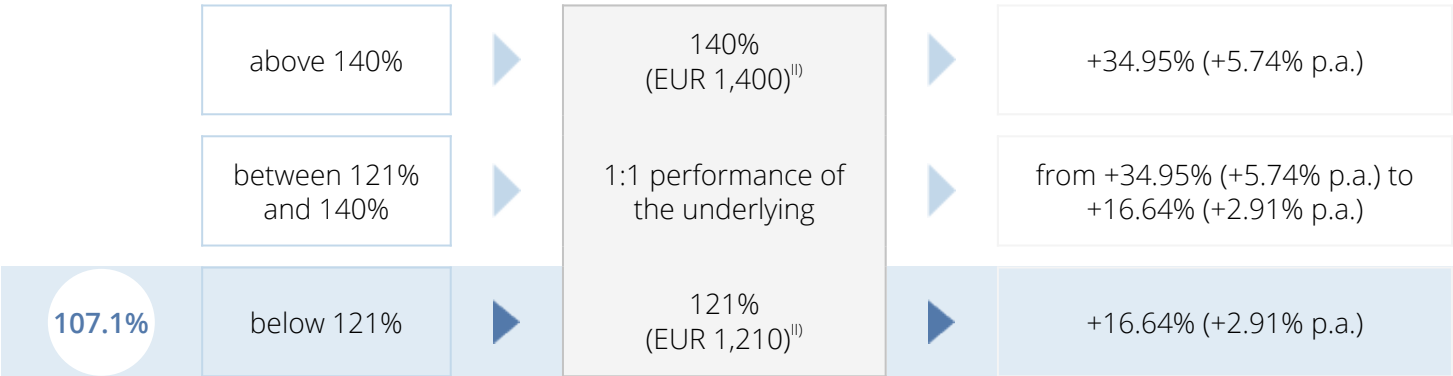 above 140%
140%
(EUR 1,400)II)
+34.95% (+5.74% p.a.)
between 121%
and 140%
1:1 performance of
the underlying
from +34.95% (+5.74% p.a.) to
+16.64% (+2.91% p.a.)
107.1%
below 121%
121%
(EUR 1,210)II)
+16.64% (+2.91% p.a.)